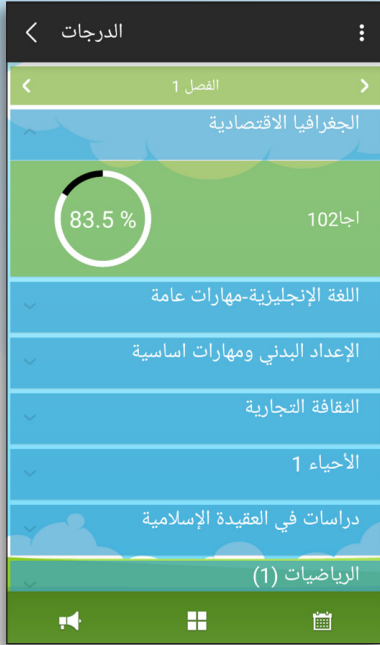 الدرجات
الفصل 1
الجغرافيا الاقتصادية
اجا102
83.5 %
اللغة الإنجليزية-مهارات عامة
الإعداد البدني ومهارات اساسية
الثقافة التجارية
الأحياء 1
دراسات في العقيدة الإسلامية
الرياضيات (1)